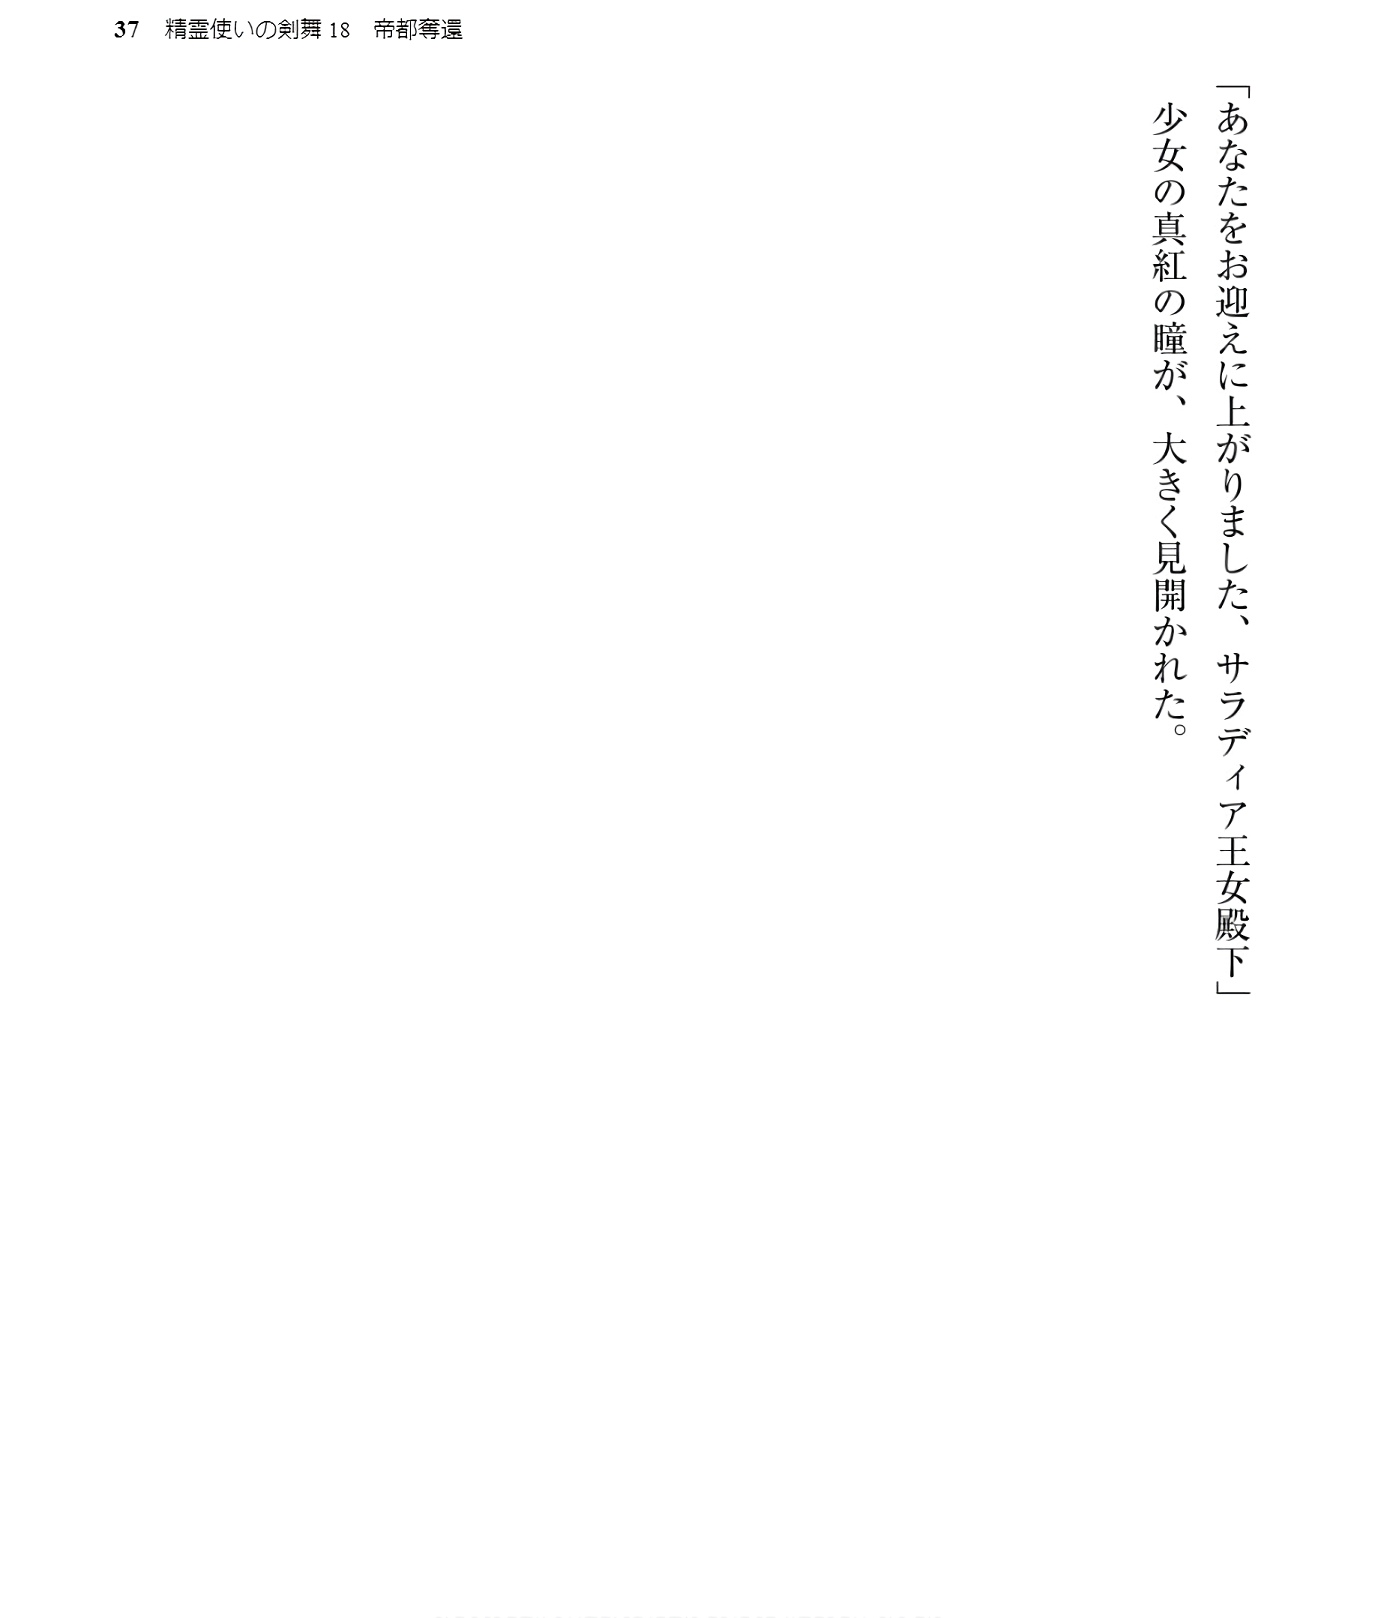 37　精霊使いの剣舞 18　帝都奪還
「あなたをお迎えに上がりました、サラディア王女殿下」
少女の真紅の瞳が、大きく見開かれた。